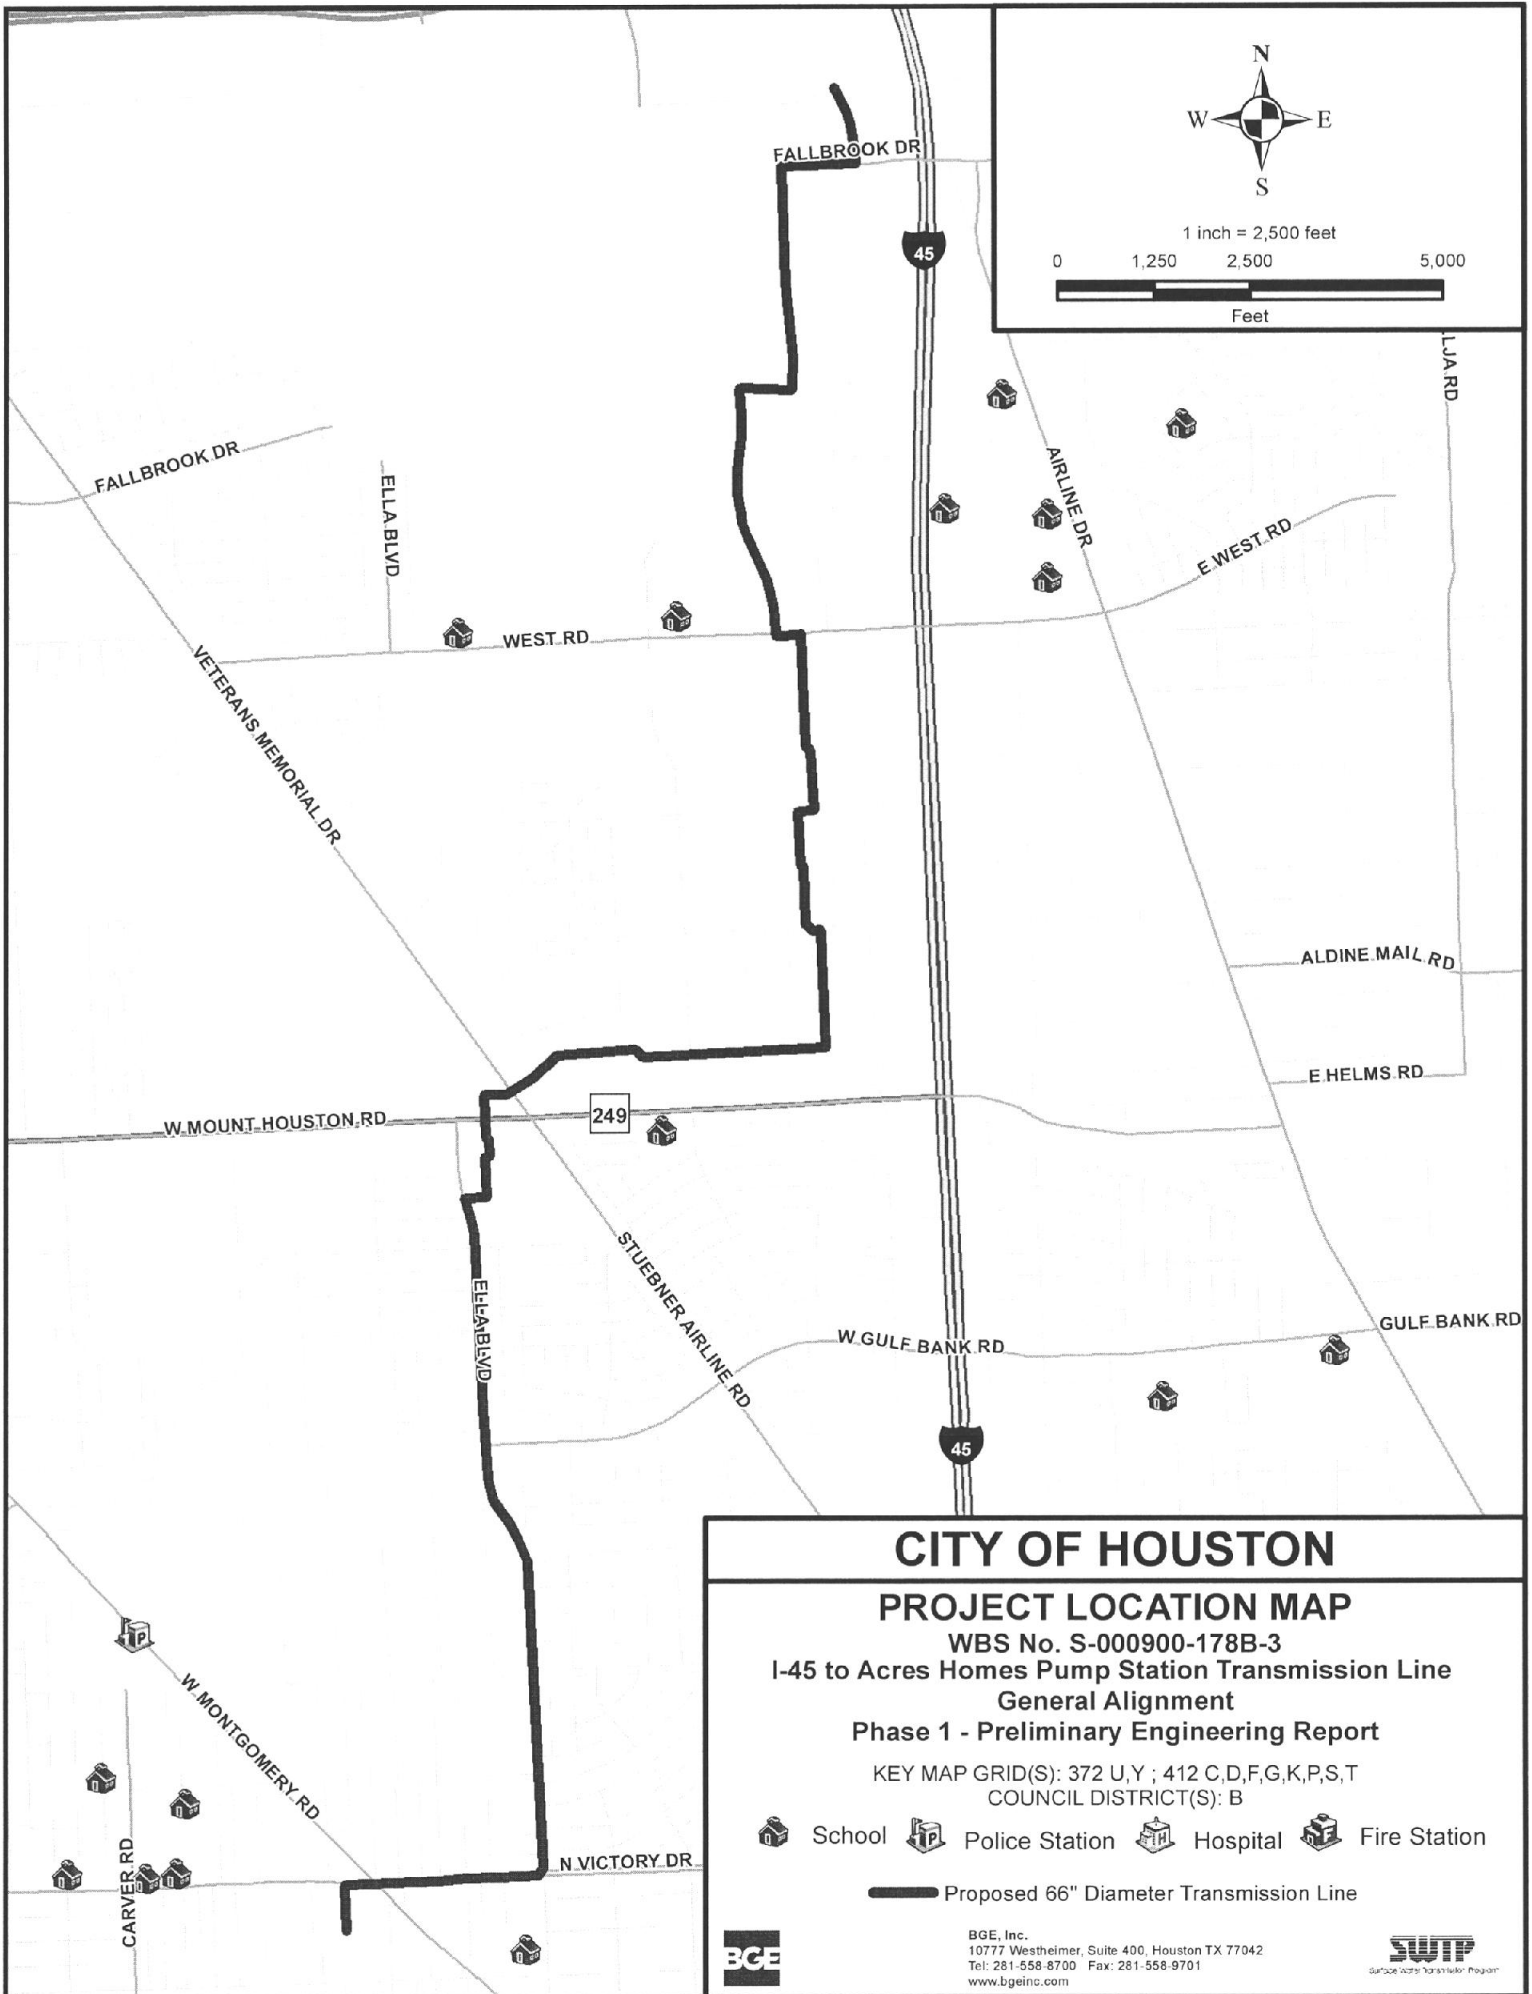 N
W E
S
1 inch = 2,500 feet
0 1,250 2,500 5,000
Feet
FALLBROOK DR
45
LJA RD
AIRLINE DR
FALLBROOK DR
ELLA BLVD
E WEST RD
WEST RD
VETERANS MEMORIAL DR
ALDINE MAIL RD
E HELMS RD
W MOUNT HOUSTON RD
249
STUEBNER AIRLINE RD
ELLA BLVD
W GULF BANK RD
GULF BANK RD
45
P
W MONTGOMERY RD
CARVER RD
N VICTORY DR
CITY OF HOUSTON
PROJECT LOCATION MAP
WBS No. S-000900-178B-3
I-45 to Acres Homes Pump Station Transmission Line
General Alignment
Phase 1 - Preliminary Engineering Report
KEY MAP GRID(S): 372 U,Y ; 412 C,D,F,G,K,P,S,T
COUNCIL DISTRICT(S): B
School P Police Station H Hospital F Fire Station
Proposed 66" Diameter Transmission Line
BGE
BGE, Inc.
10777 Westheimer, Suite 400, Houston TX 77042
Tel: 281-558-8700 Fax: 281-558-9701
www.bgeinc.com
SWTP
Surface Water Transmission Program